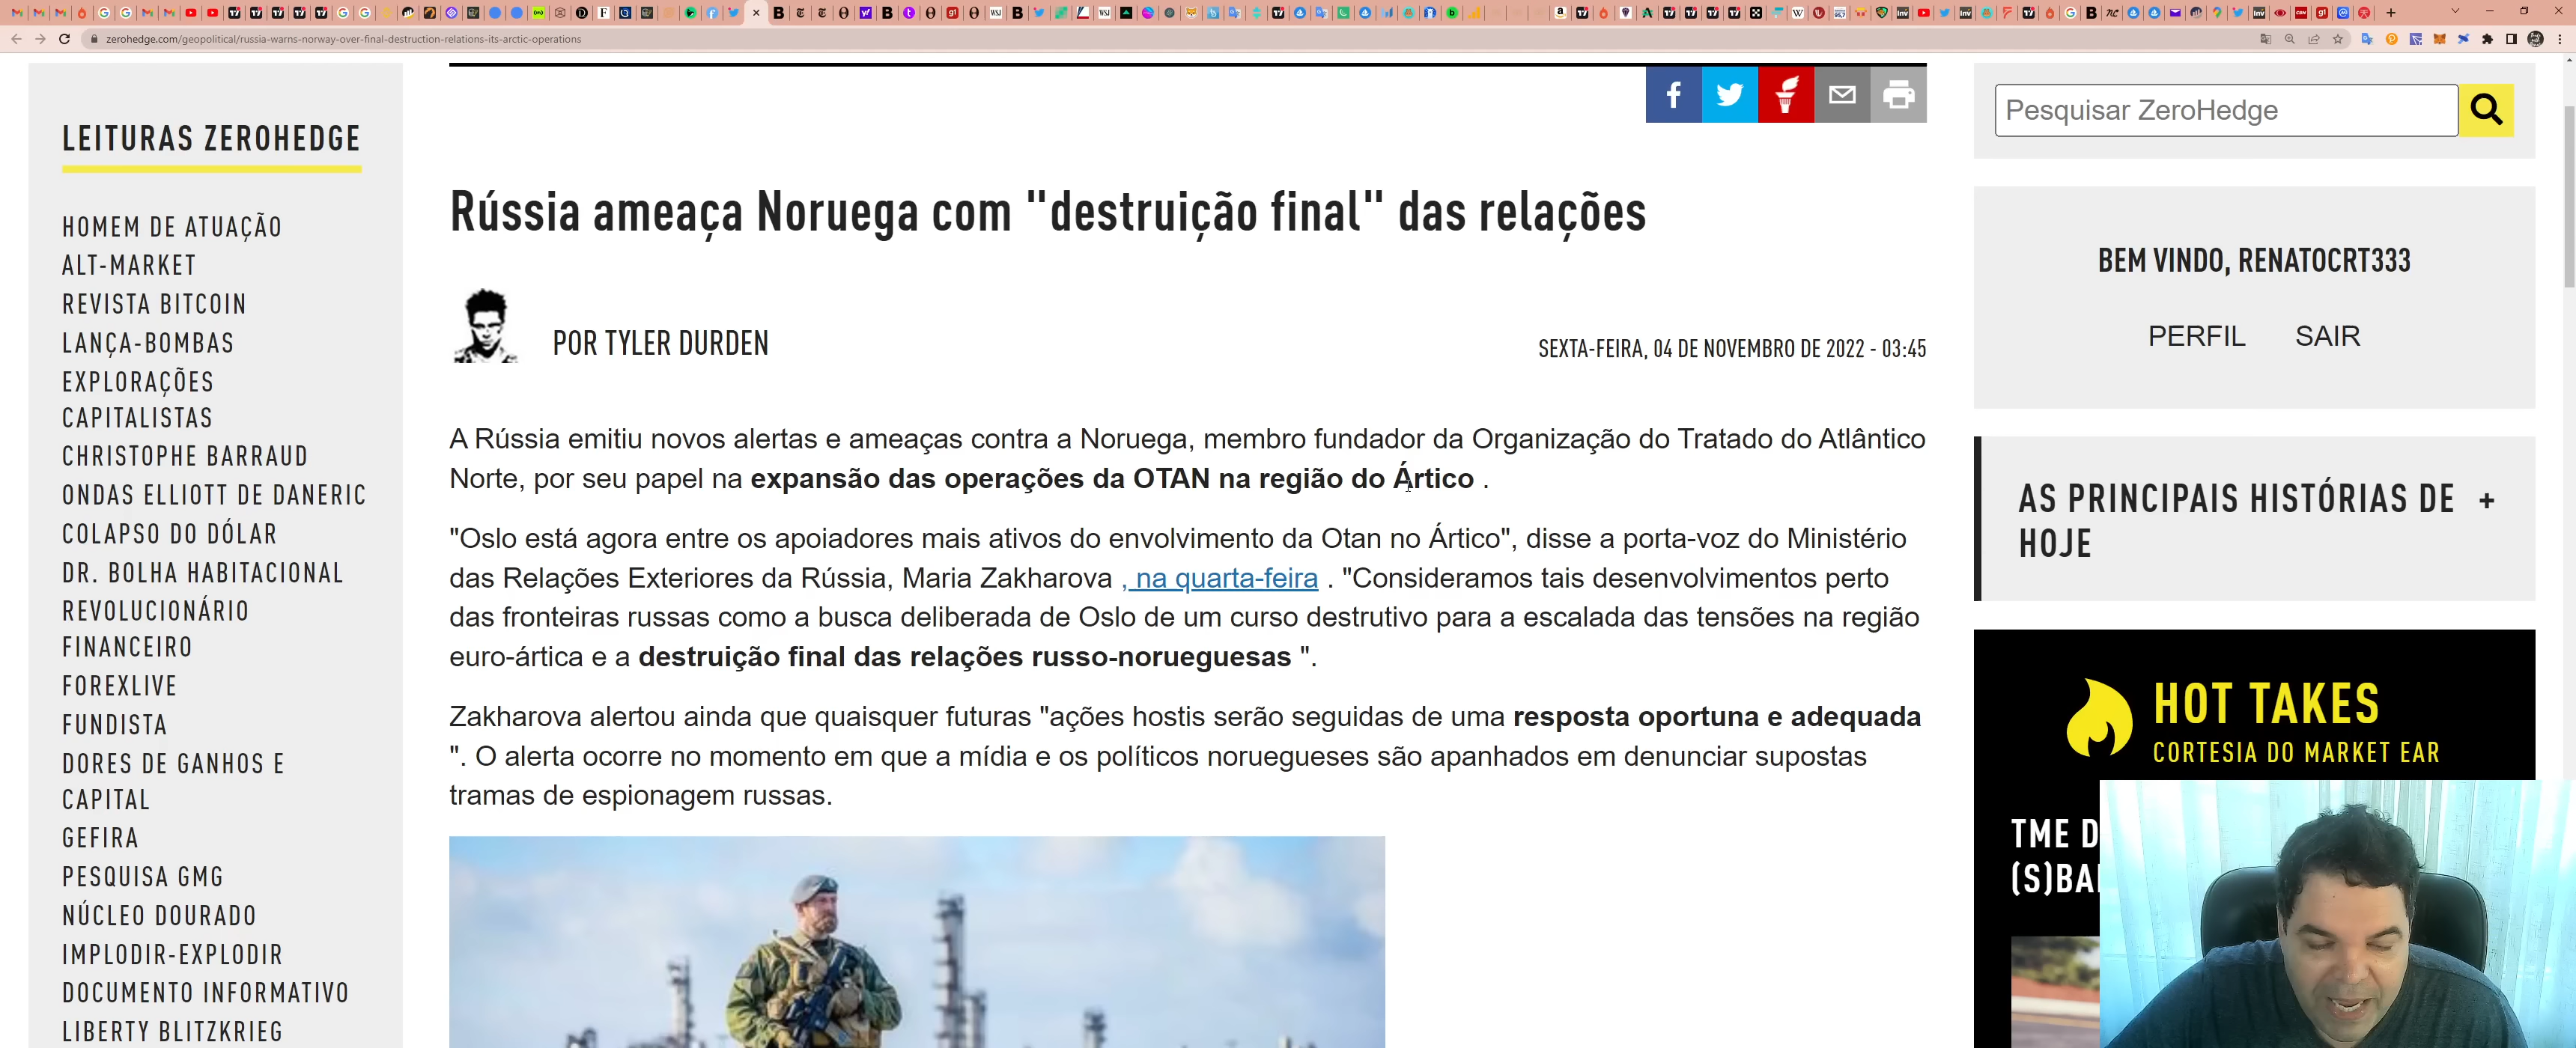 zerohedge.com/geopolitical/russia-warns-norway-over-final-destruction-relations-its-arctic-operations
LEITURAS ZEROHEDGE
HOMEM DE ATUAÇÃO
ALT-MARKET
REVISTA BITCOIN
LANÇA-BOMBAS
EXPLORAÇÕES
CAPITALISTAS
CHRISTOPHE BARRAUD
ONDAS ELLIOTT DE DANERIC
COLAPSO DO DÓLAR
DR. BOLHA HABITACIONAL
REVOLUCIONÁRIO
FINANCEIRO
FOREXLIVE
FUNDISTA
DORES DE GANHOS E
CAPITAL
GEFIRA
PESQUISA GMG
NÚCLEO DOURADO
IMPLODIR-EXPLODIR
DOCUMENTO INFORMATIVO
LIBERTY BLITZKRIEG
Rússia ameaça Noruega com "destruição final" das relações
POR TYLER DURDEN
SEXTA-FEIRA, 04 DE NOVEMBRO DE 2022 - 03:45
A Rússia emitiu novos alertas e ameaças contra a Noruega, membro fundador da Organização do Tratado do Atlântico
Norte, por seu papel na expansão das operações da OTAN na região do Ártico .
"Oslo está agora entre os apoiadores mais ativos do envolvimento da Otan no Ártico", disse a porta-voz do Ministério
das Relações Exteriores da Rússia, Maria Zakharova , na quarta-feira . "Consideramos tais desenvolvimentos perto
das fronteiras russas como a busca deliberada de Oslo de um curso destrutivo para a escalada das tensões na região
euro-ártica e a destruição final das relações russo-norueguesas ".
Zakharova alertou ainda que quaisquer futuras "ações hostis serão seguidas de uma resposta oportuna e adequada
". O alerta ocorre no momento em que a mídia e os políticos noruegueses são apanhados em denunciar supostas
tramas de espionagem russas.
Pesquisar ZeroHedge
BEM VINDO, RENATOCRT333
PERFIL SAIR
AS PRINCIPAIS HISTÓRIAS DE +
HOJE
HOT TAKES
CORTESIA DO MARKET EAR
TME D
(S)BA